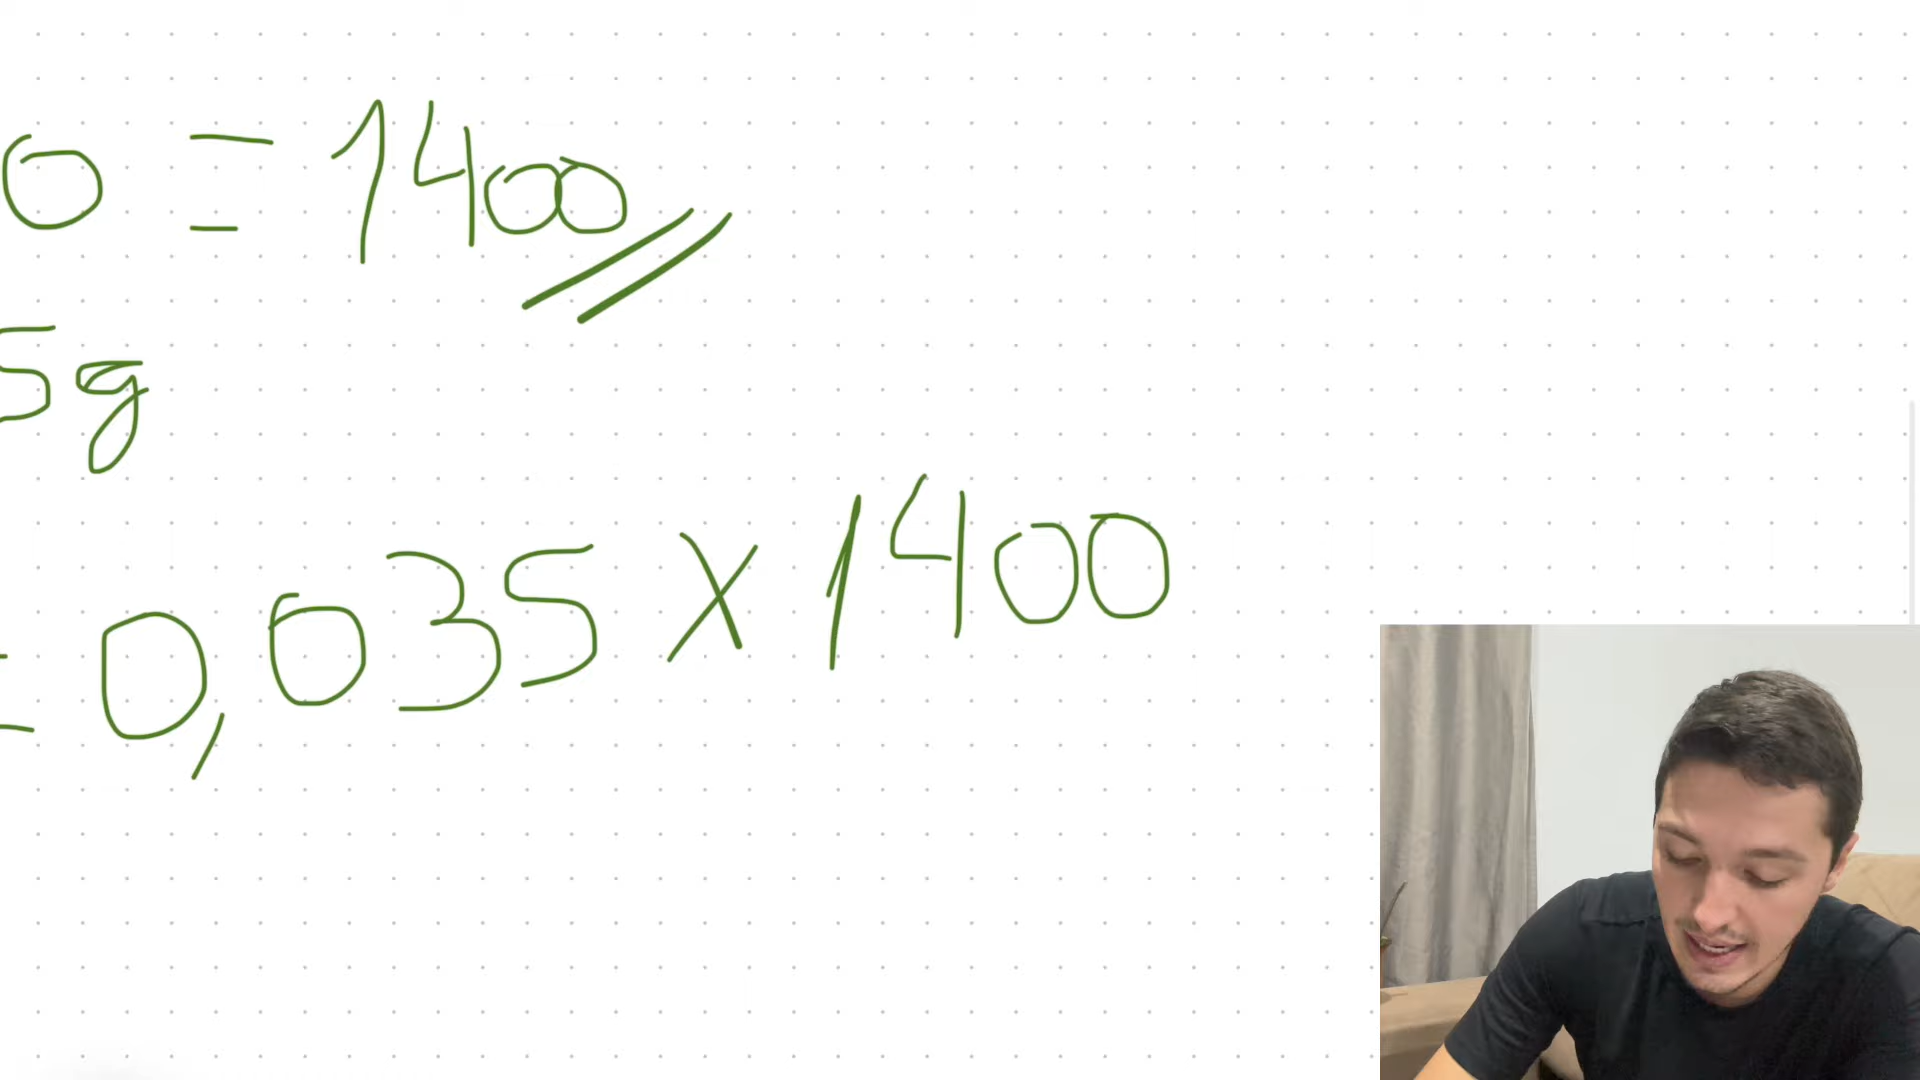 0 = 1400
5g
= 0,035 x 1400